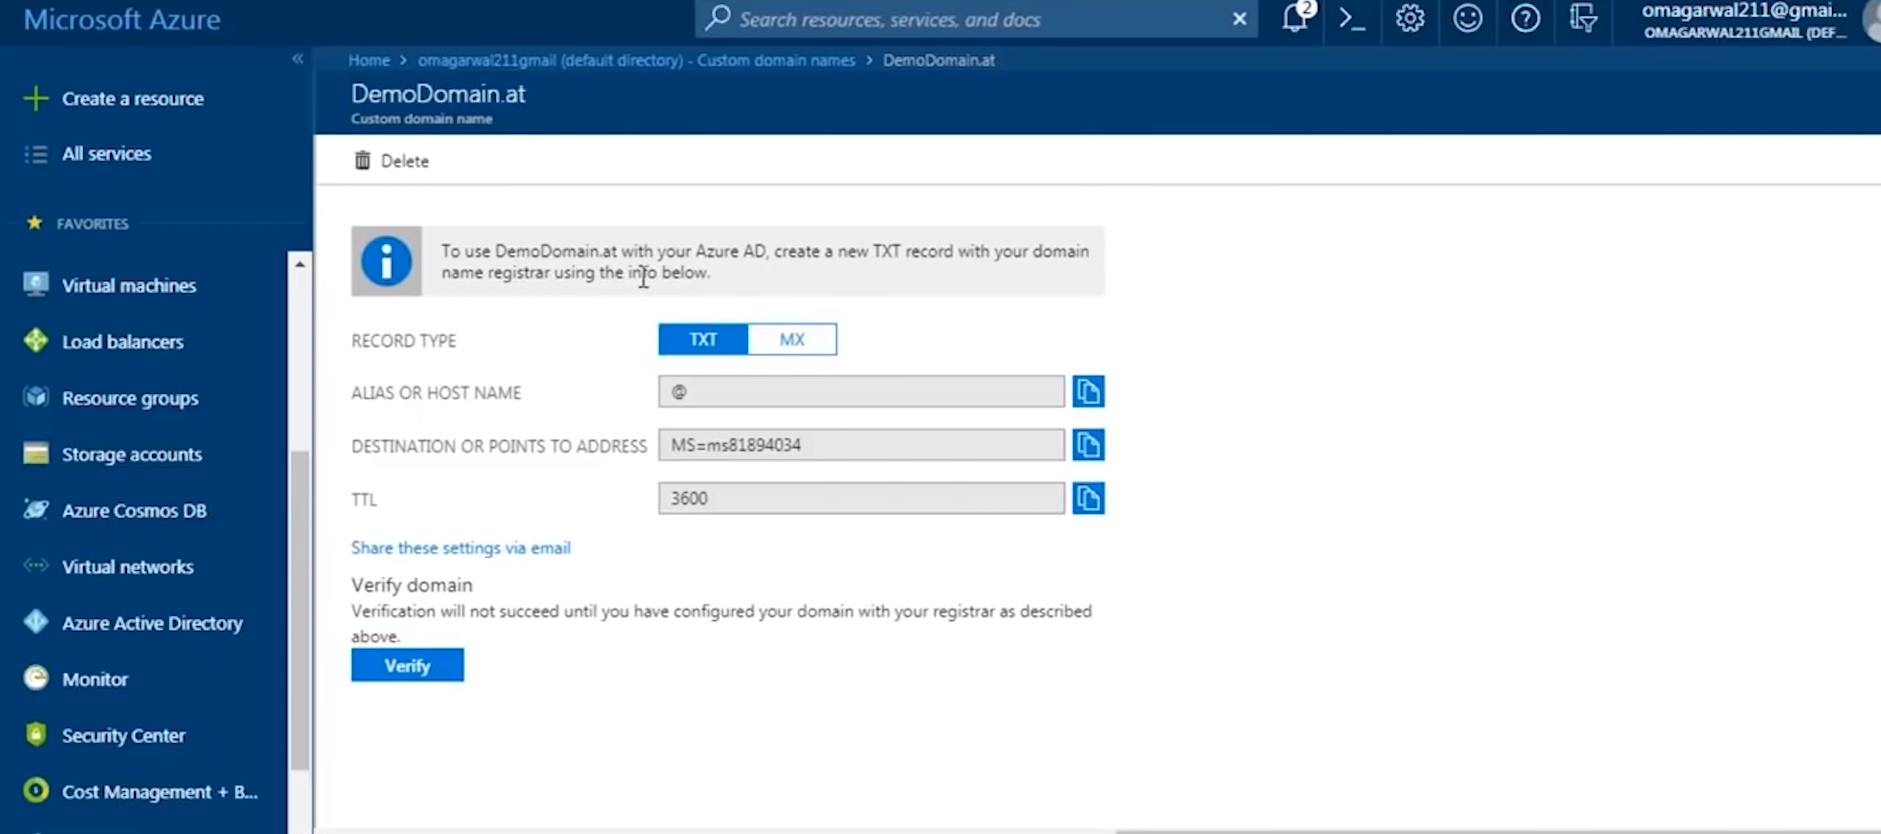 Microsoft Azure
Search resources, services, and docs
2
omagarwal211@gmai...
OMAGARWAL211GMAIL (DEF...
Home > omagarwal211gmail (default directory) - Custom domain names > DemoDomain.at
DemoDomain.at
Custom domain name
Create a resource
All services
FAVORITES
Virtual machines
Load balancers
Resource groups
Storage accounts
Azure Cosmos DB
Virtual networks
Azure Active Directory
Monitor
Security Center
Cost Management + B...
Delete
To use DemoDomain.at with your Azure AD, create a new TXT record with your domain
name registrar using the info below.
RECORD TYPE
TXT
MX
ALIAS OR HOST NAME
@
DESTINATION OR POINTS TO ADDRESS
MS=ms81894034
TTL
3600
Share these settings via email
Verify domain
Verification will not succeed until you have configured your domain with your registrar as described
above.
Verify